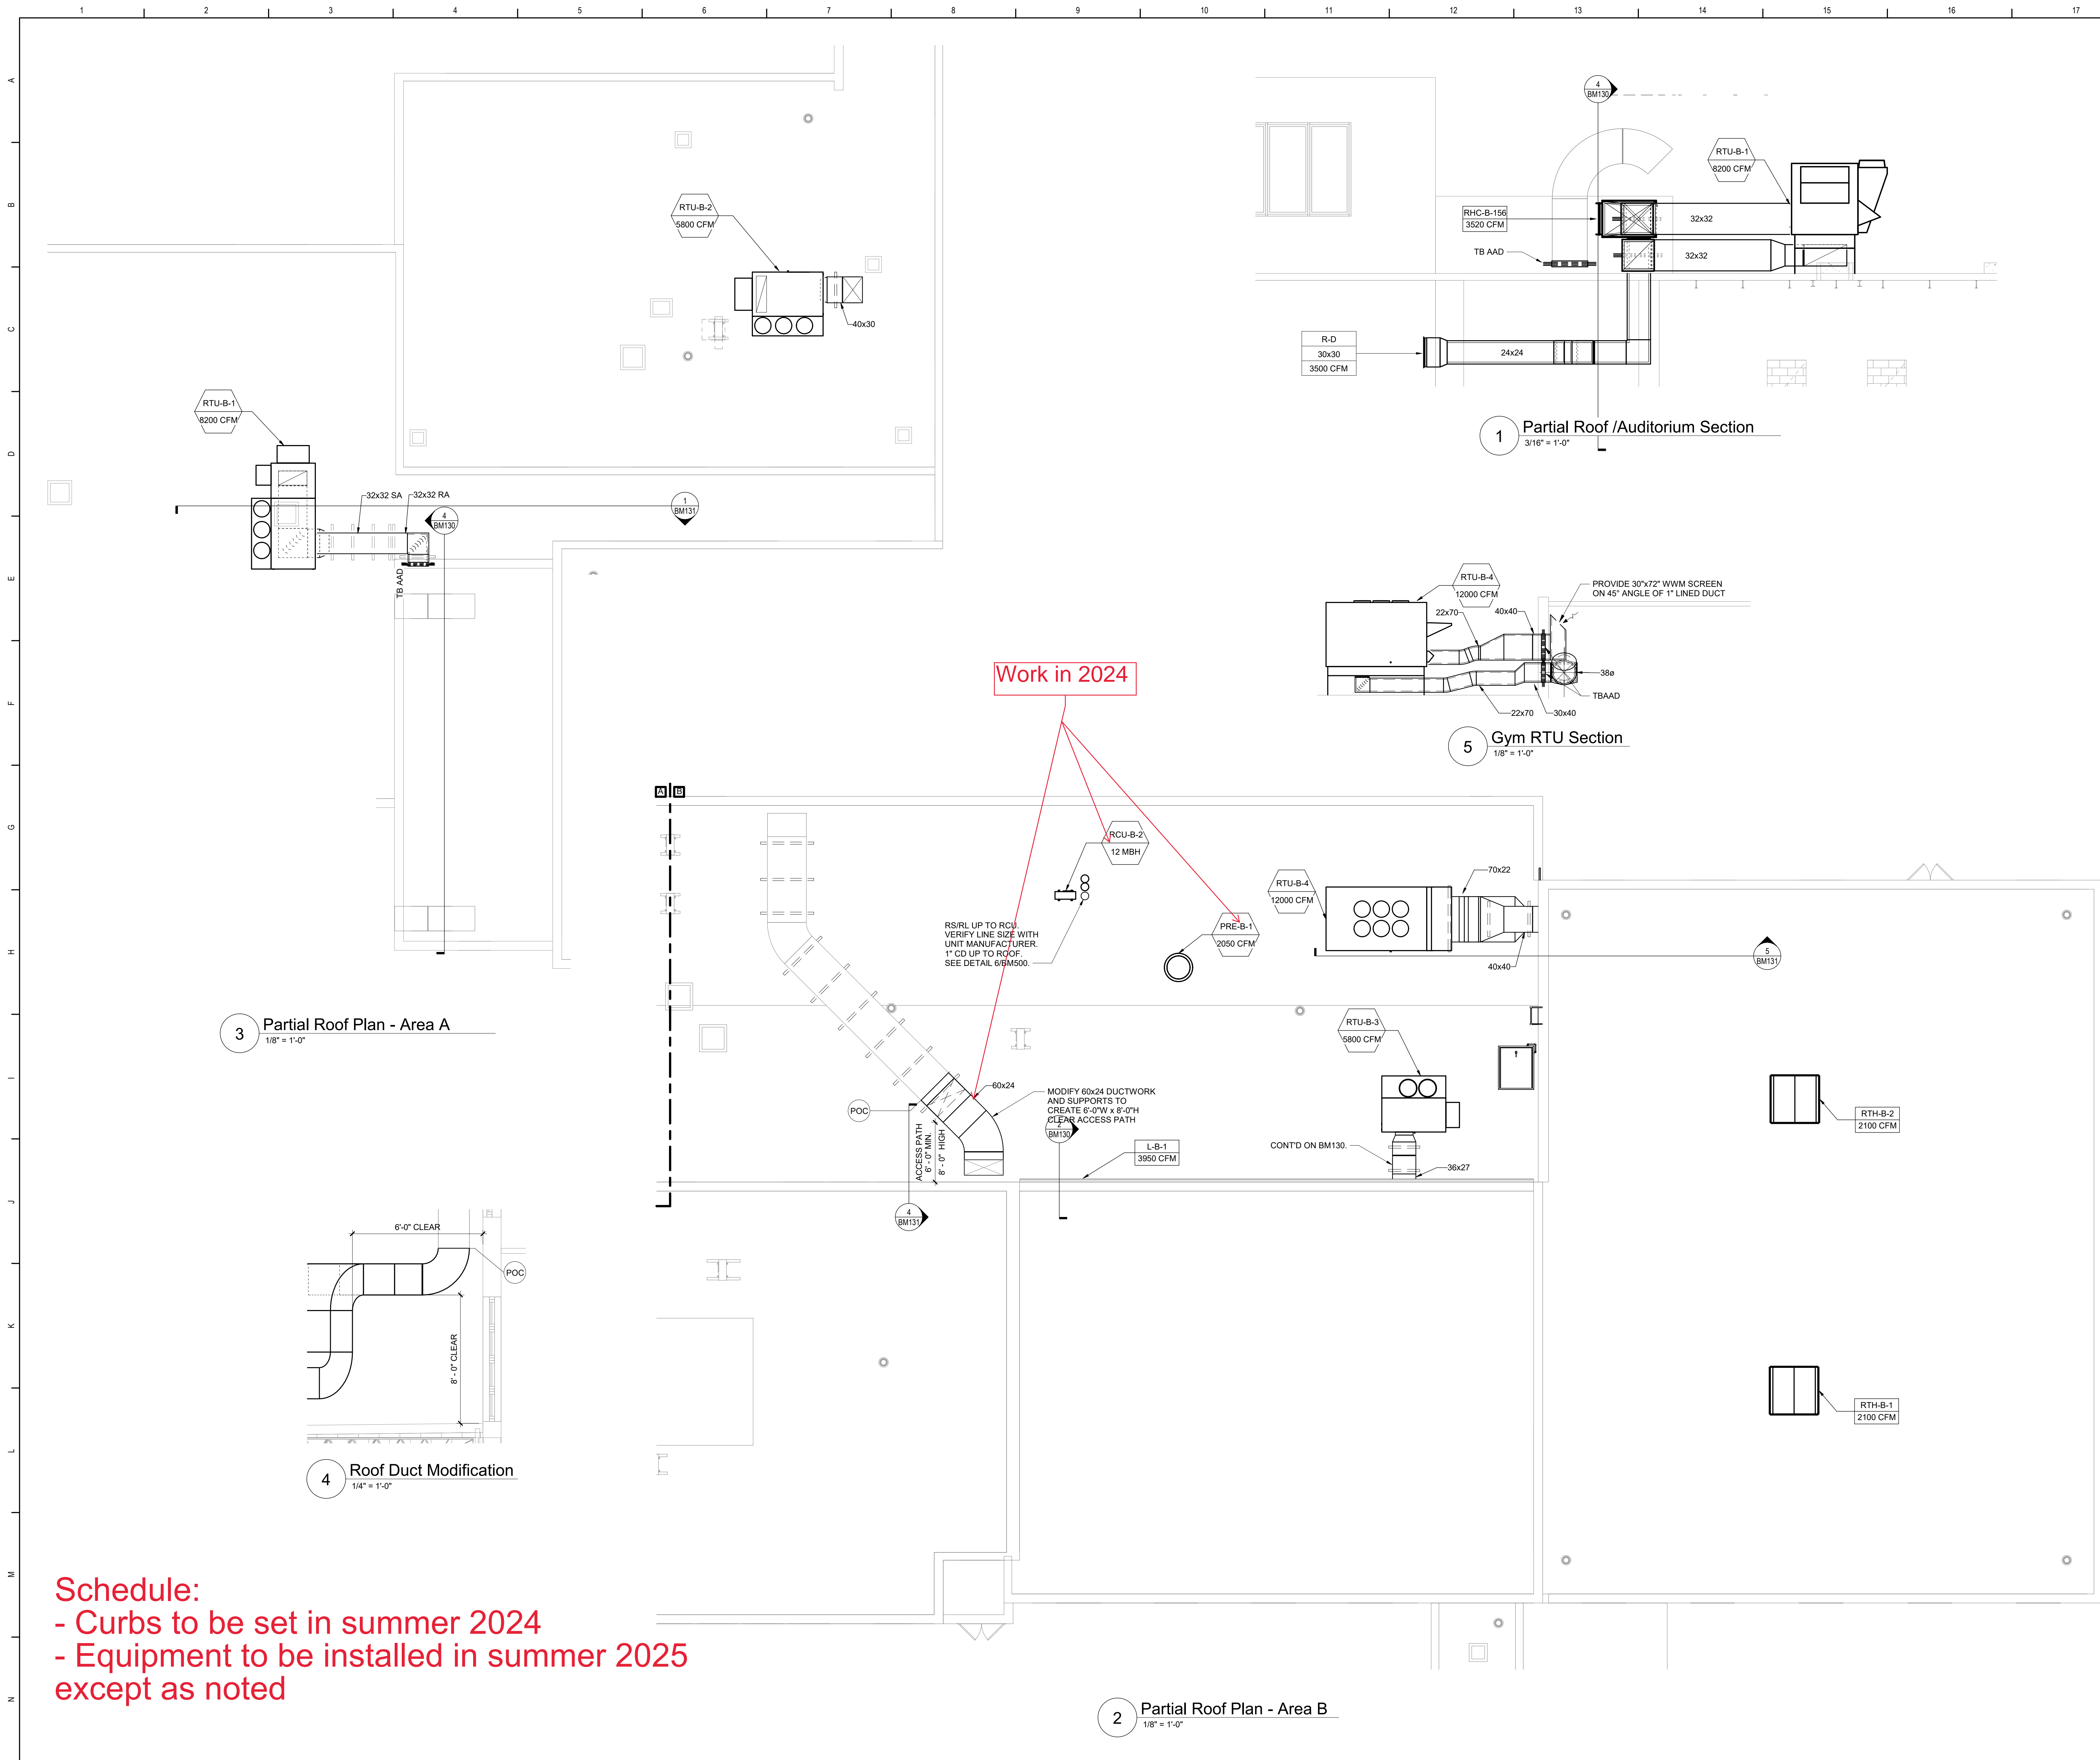 1 2 3 4 5 6 7 8 9 10 11 12 13 14 15 16 17
A
B
C
D
E
F
G
H
I
J
K
L
M
N
RTU-B-2
5800 CFM
40x30
RTU-B-1
8200 CFM
32x32 SA
32x32 RA
1
BM131
4
BM130
TB AAD
3
Partial Roof Plan - Area A
1/8" = 1'-0"
4
BM130
RTU-B-1
8200 CFM
RHC-B-156
3520 CFM
32x32
TB AAD
32x32
R-D
30x30
3500 CFM
24x24
1
Partial Roof /Auditorium Section
3/16" = 1'-0"
RTU-B-4
12000 CFM
PROVIDE 30"x72" WWM SCREEN
ON 45° ANGLE OF 1" LINED DUCT
22x70
40x40
38ø
TBAAD
22x70
30x40
5
Gym RTU Section
1/8" = 1'-0"
Work in 2024
A B
RCU-B-2
12 MBH
RS/RL UP TO RCU.
VERIFY LINE SIZE WITH
UNIT MANUFACTURER.
1" CD UP TO ROOF.
SEE DETAIL 6/BM500.
PRE-B-1
2050 CFM
RTU-B-4
12000 CFM
70x22
40x40
5
BM131
RTU-B-3
5800 CFM
60x24
MODIFY 60x24 DUCTWORK
AND SUPPORTS TO
CREATE 6'-0"W x 8'-0"H
CLEAR ACCESS PATH
POC
2
BM130
ACCESS PATH
6' - 0" MIN.
8' - 0" HIGH
L-B-1
3950 CFM
CONT'D ON BM130.
36x27
4
BM131
RTH-B-2
2100 CFM
RTH-B-1
2100 CFM
6'-0" CLEAR
POC
8' - 0" CLEAR
4
Roof Duct Modification
1/4" = 1'-0"
Schedule:
- Curbs to be set in summer 2024
- Equipment to be installed in summer 2025
except as noted
2
Partial Roof Plan - Area B
1/8" = 1'-0"